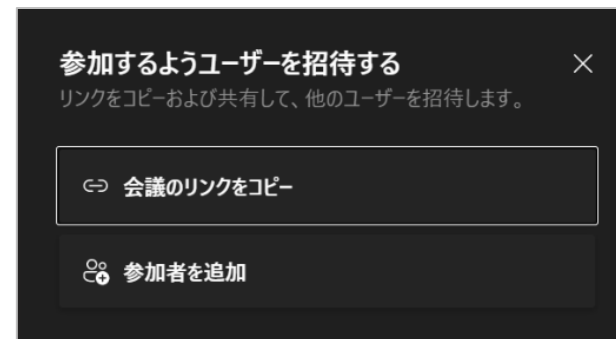 参加するようユーザーを招待する
リンクをコピーおよび共有して、他のユーザーを招待します。
会議のリンクをコピー
参加者を追加